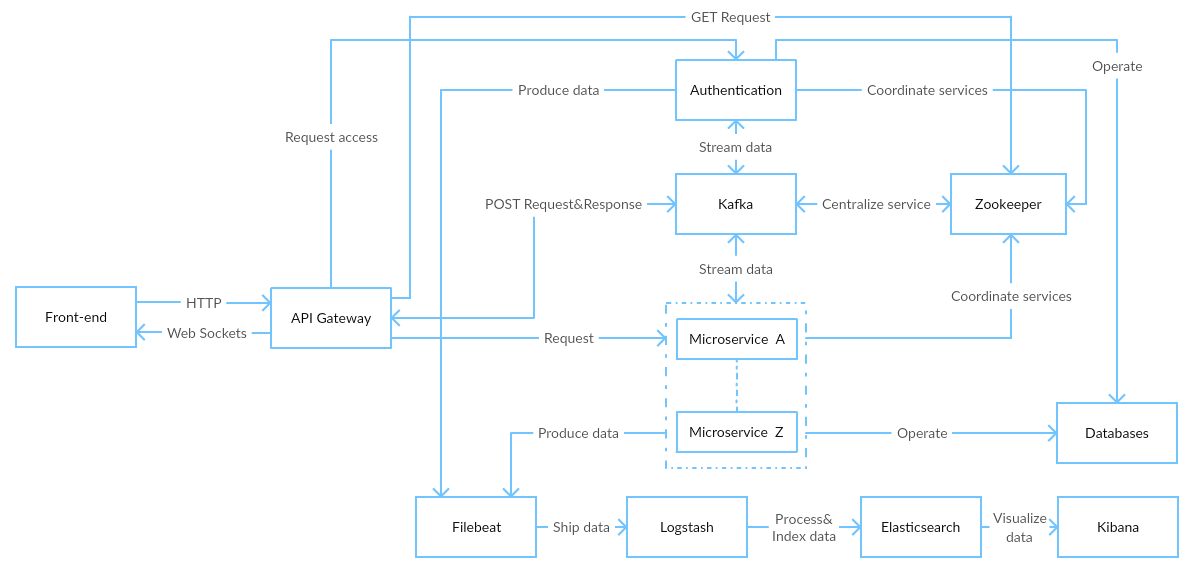 GET Request
Operate
Produce data
Authentication
Coordinate services
Request access
Stream data
POST Request&Response
Kafka
Centralize service
Zookeeper
Stream data
Coordinate services
HTTP
Front-end
API Gateway
Web Sockets
Request
Microservice A
Produce data
Microservice Z
Operate
Databases
Filebeat
Ship data
Logstash
Process&
Index data
Elasticsearch
Visualize
data
Kibana